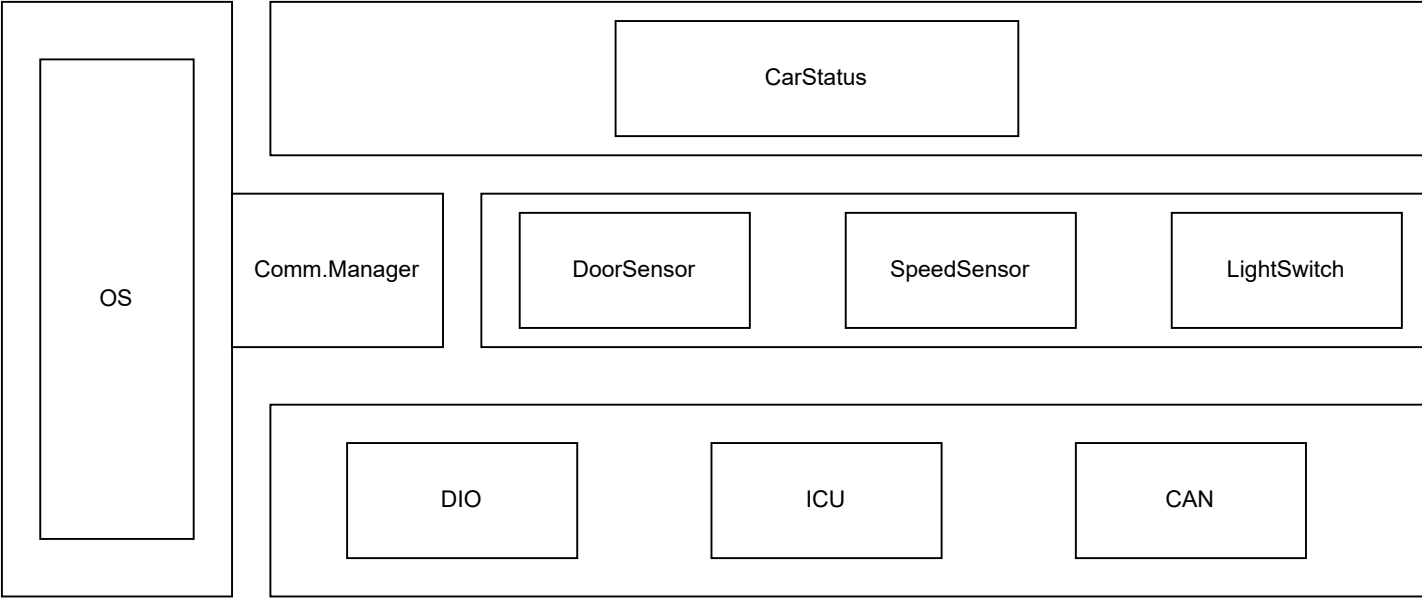 CarStatus
OS
Comm.Manager
DoorSensor
SpeedSensor
LightSwitch
DIO
ICU
CAN